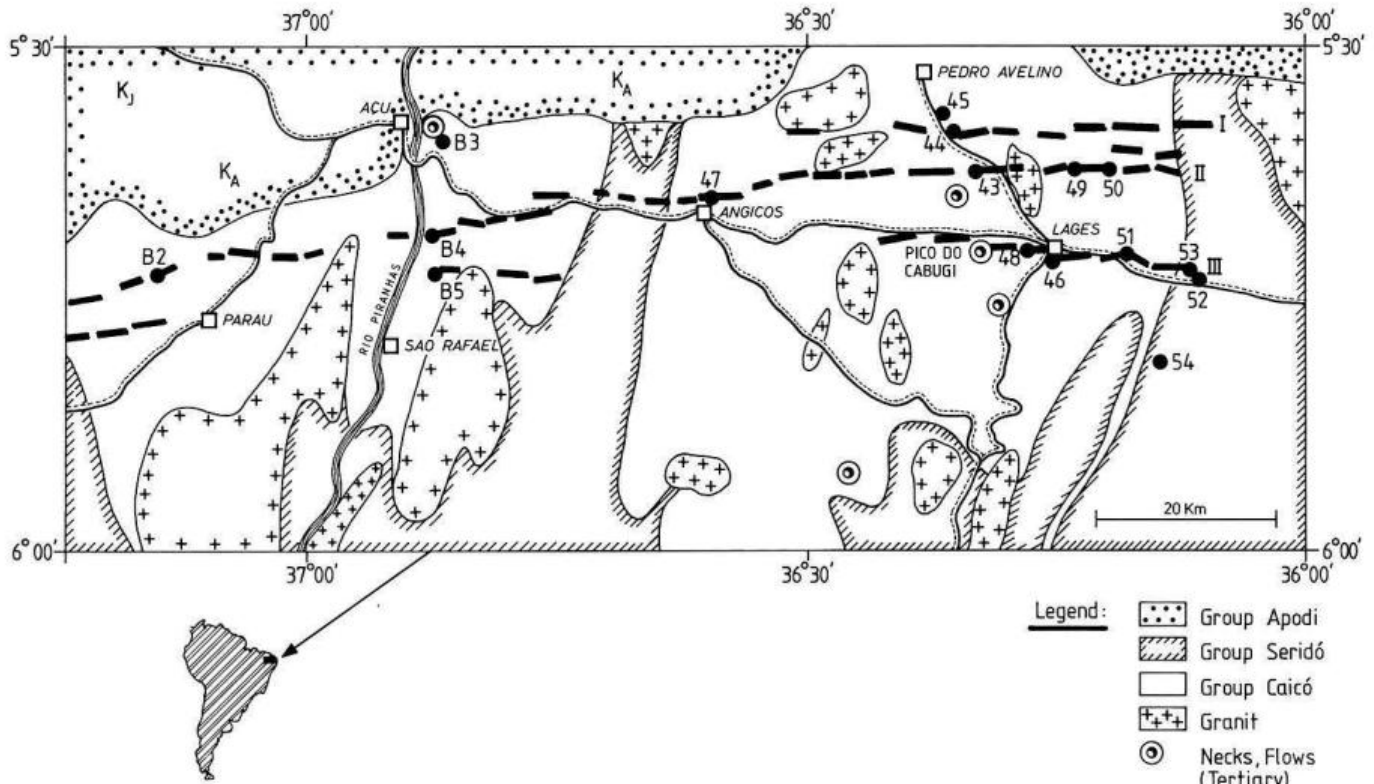 37°00' 36°30' 36°00'
5°30' 5°30'
KJ KA PEDRO AVELINO
ACU 45
B3 44 I
KA 47 43 49 50 II
ANGICOS
B2 B4 PICO DO CABUGI 48 LAGES 51 53 III
B5 46 52
PARAU RIO PIRANHAS SAO RAFAEL
54
20 Km
6°00' 6°00'
37°00' 36°30' 36°00'
Legend:
Group Apodi
Group Seridó
Group Caicó
Granit
Necks, Flows
(Tertiary)